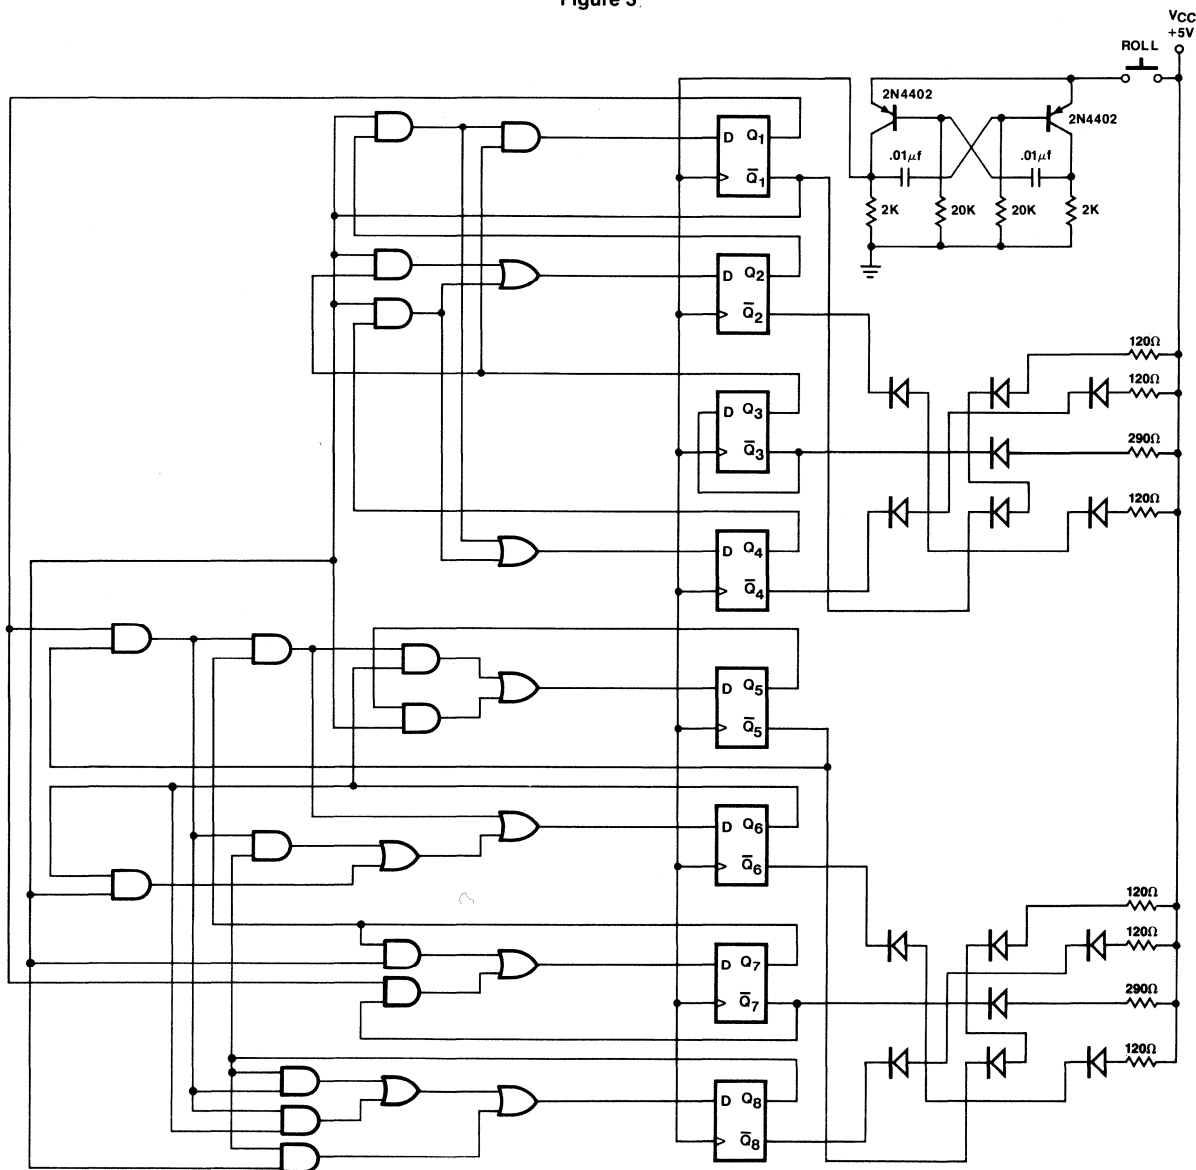 Figure 3
VCC
+5V
ROLL
2N4402
2N4402
.01µf
.01µf
2K
20K
20K
2K
D Q1
Q̅1
D Q2
Q̅2
120Ω
120Ω
D Q3
Q̅3
290Ω
120Ω
D Q4
Q̅4
D Q5
Q̅5
D Q6
Q̅6
120Ω
120Ω
D Q7
Q̅7
290Ω
120Ω
D Q8
Q̅8